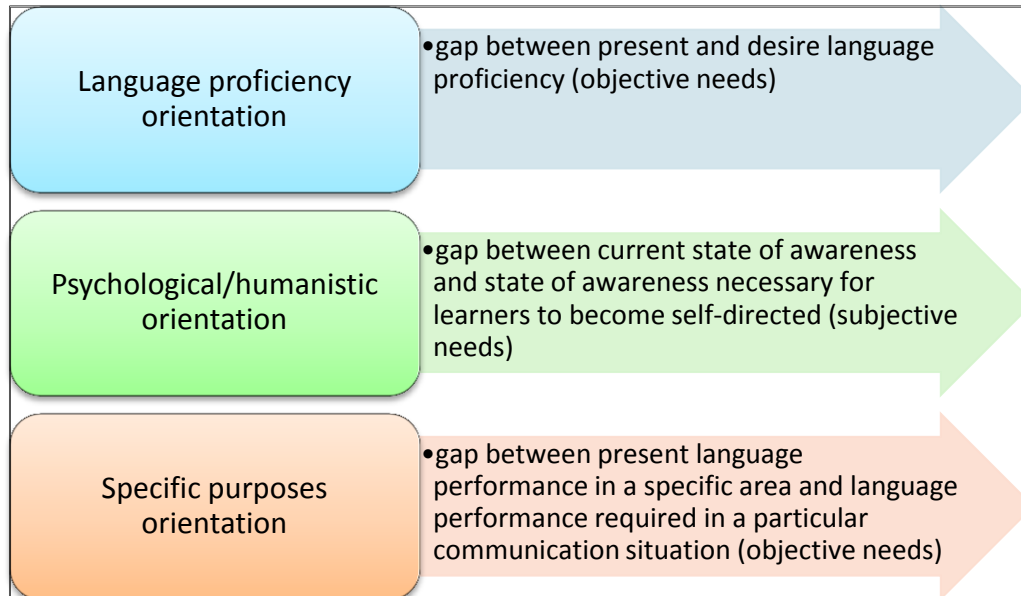 Language proficiency
orientation
•gap between present and desire language
proficiency (objective needs)
Psychological/humanistic
orientation
•gap between current state of awareness
and state of awareness necessary for
learners to become self-directed (subjective
needs)
Specific purposes
orientation
•gap between present language
performance in a specific area and language
performance required in a particular
communication situation (objective needs)